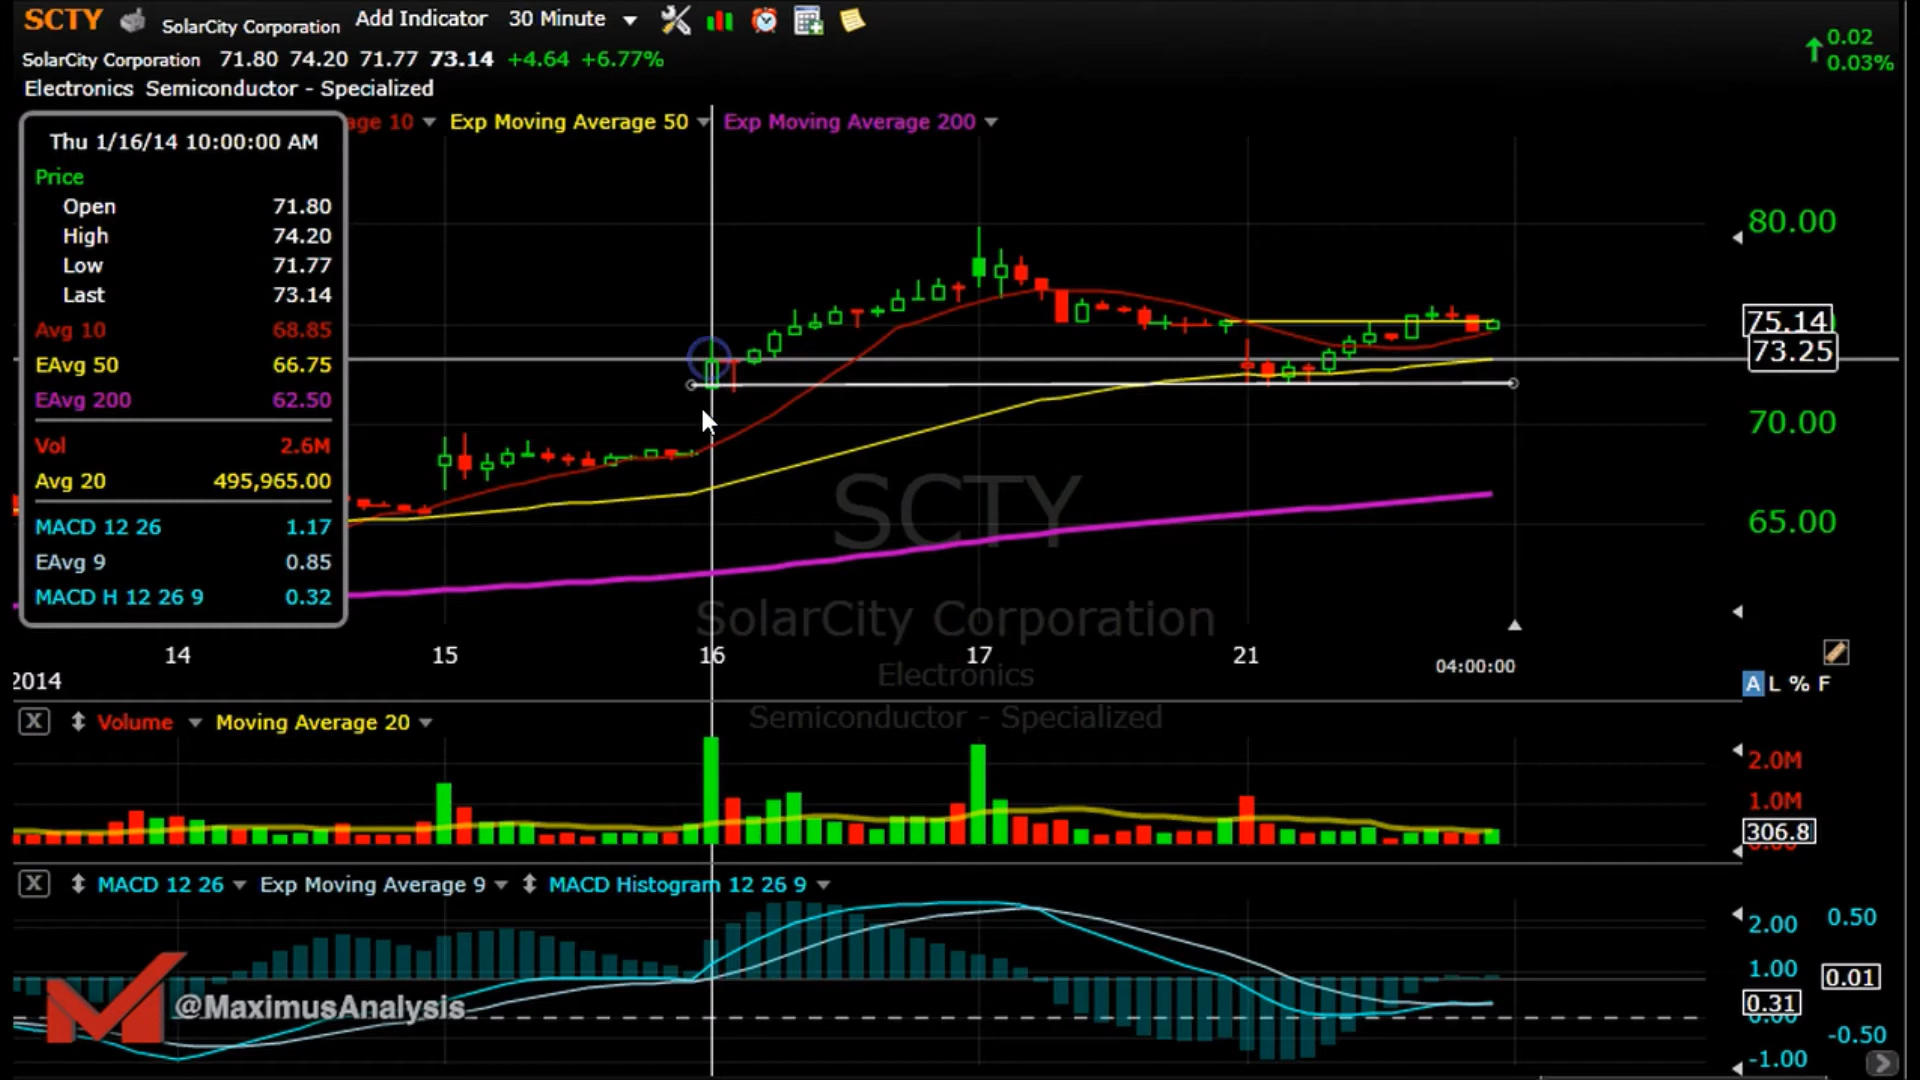 SCTY SolarCity Corporation Add Indicator 30 Minute
SolarCity Corporation 71.80 74.20 71.77 73.14 +4.64 +6.77%
0.02
0.03%
Electronics Semiconductor - Specialized
age 10 Exp Moving Average 50 Exp Moving Average 200
Thu 1/16/14 10:00:00 AM
Price
Open 71.80
High 74.20
Low 71.77
Last 73.14
Avg 10 68.85
EAvg 50 66.75
EAvg 200 62.50
Vol 2.6M
Avg 20 495,965.00
MACD 12 26 1.17
EAvg 9 0.85
MACD H 12 26 9 0.32
80.00
75.14
73.25
70.00
65.00
SCTY
SolarCity Corporation
Electronics
Semiconductor - Specialized
14 15 16 17 21 04:00:00
2014
A L % F
X Volume Moving Average 20
2.0M
1.0M
306.8
X MACD 12 26 Exp Moving Average 9 MACD Histogram 12 26 9
2.00 0.50
1.00 0.01
0.31
0.00 -0.50
-1.00
@MaximusAnalysis